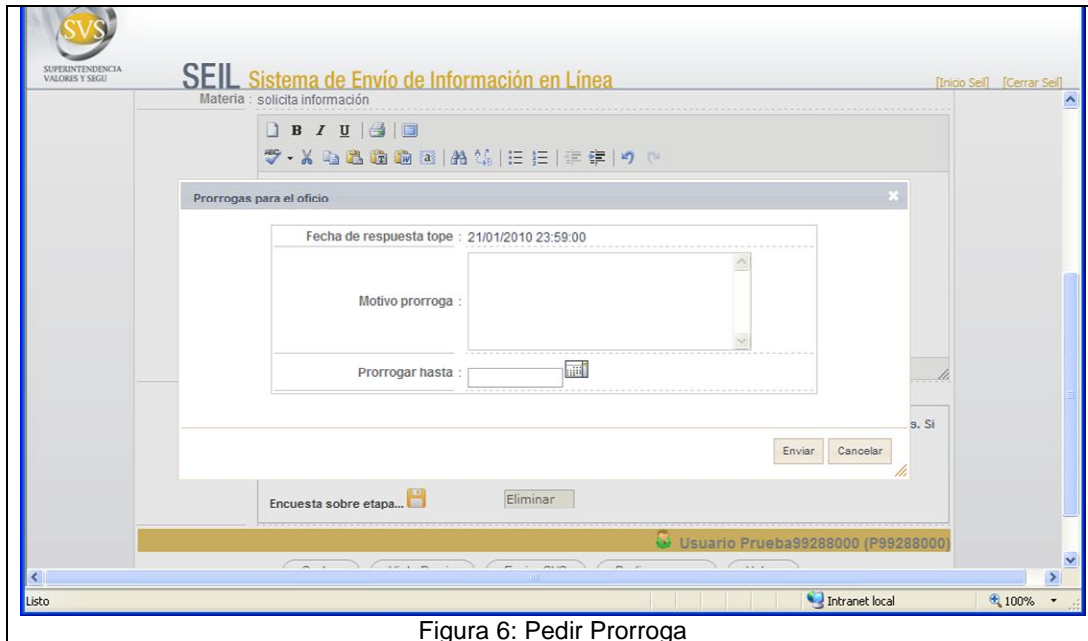 SVS
SUPERINTENDENCIA
VALORES Y SEGU
SEIL Sistema de Envío de Información en Línea
[Inicio Seil] [Cerrar Seil]
Materia : solicita información
B I U
Prorrogas para el oficio
Fecha de respuesta tope : 21/01/2010 23:59:00
Motivo prorroga :
Prorrogar hasta :
s. Si
Enviar Cancelar
Encuesta sobre etapa... Eliminar
Usuario Prueba99288000 (P99288000)
Listo Intranet local 100%
Figura 6: Pedir Prorroga